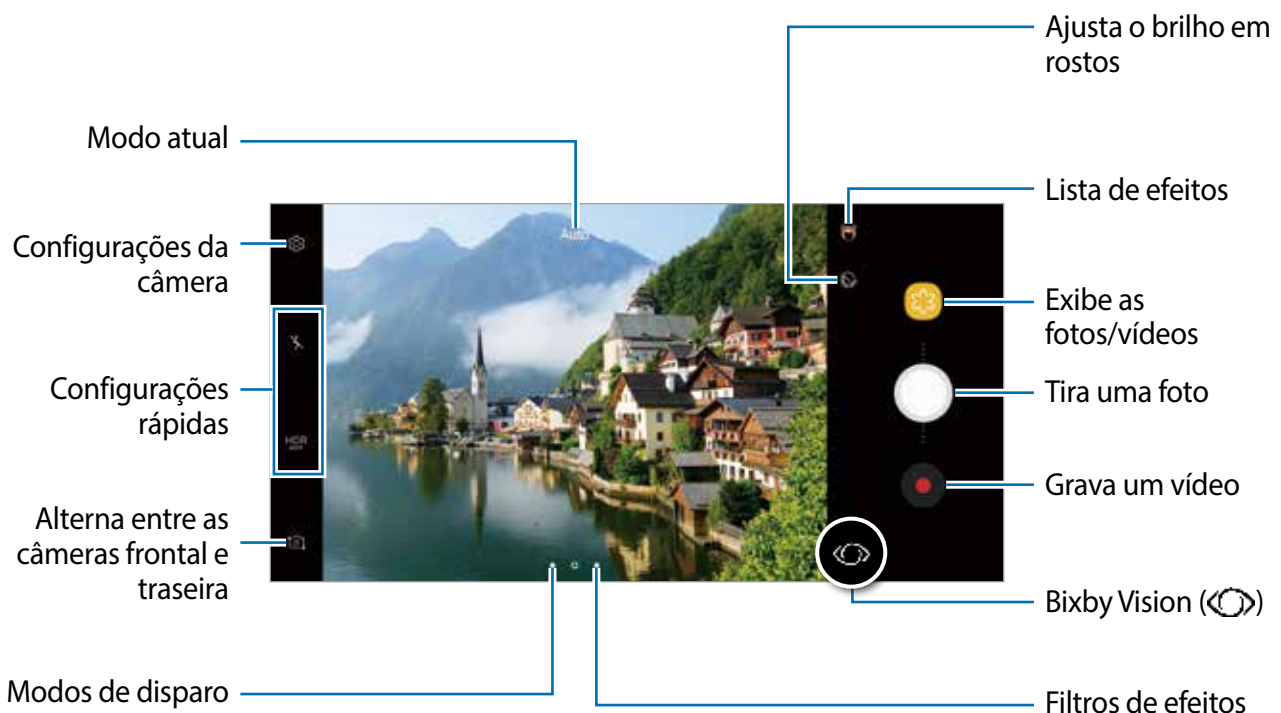 Ajusta o brilho em
rostos
Modo atual
Lista de efeitos
Auto
Configurações da
câmera
Exibe as
fotos/vídeos
Configurações
rápidas
Tira uma foto
HDR
Grava um vídeo
Alterna entre as
câmeras frontal e
traseira
Bixby Vision ( )
Modos de disparo
Filtros de efeitos